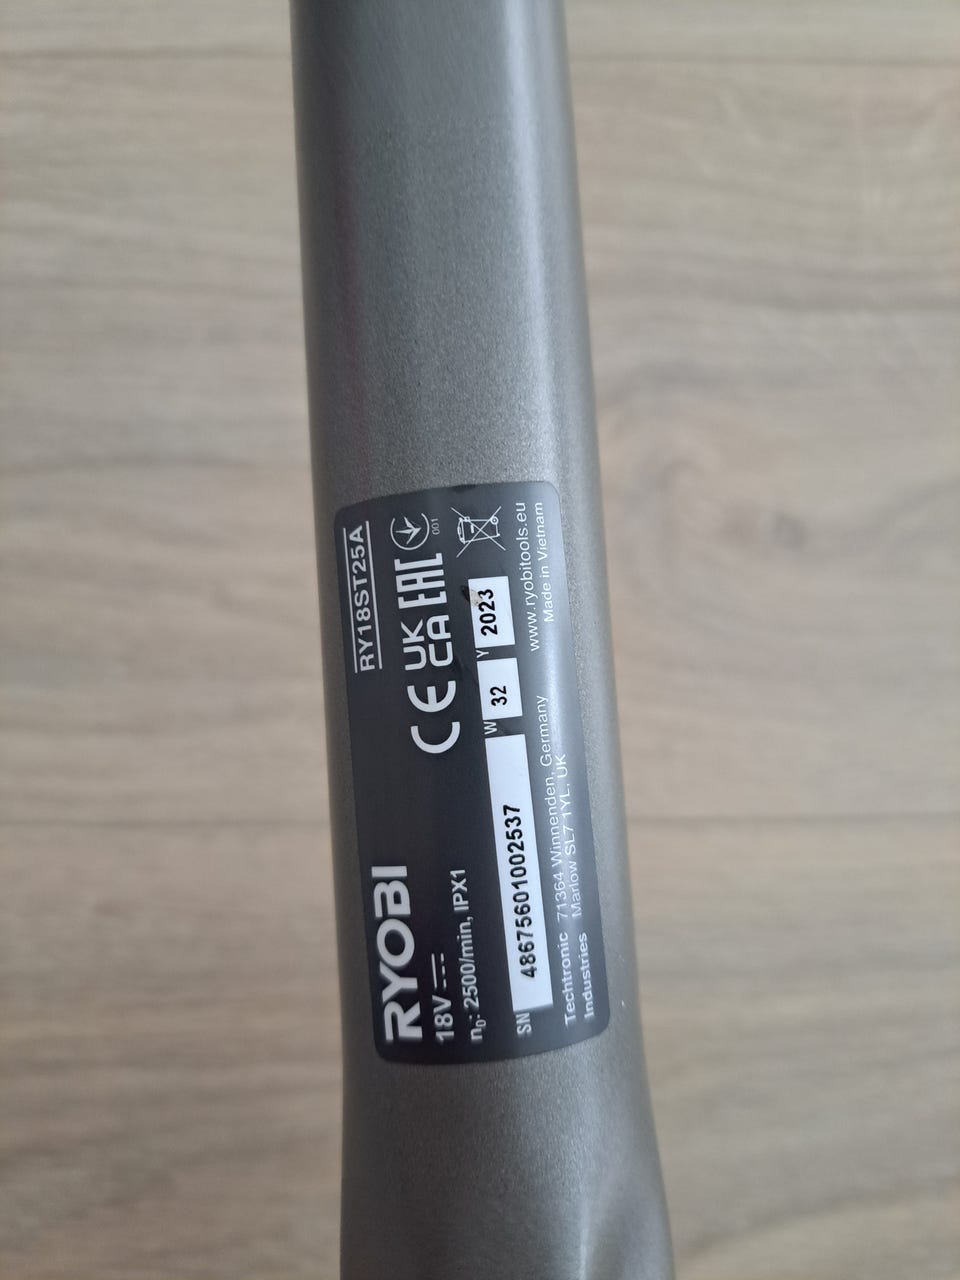 RYOBI
RY18ST25A
18V
n₀: 2500/min, IPX1
CE UK CA EAC
001
SN 48675601002537 W 32 Y 2023
Techtronic Industries
71364 Winnenden, Germany
Marlow SL7 1YL, UK
www.ryobitools.eu
Made in Vietnam